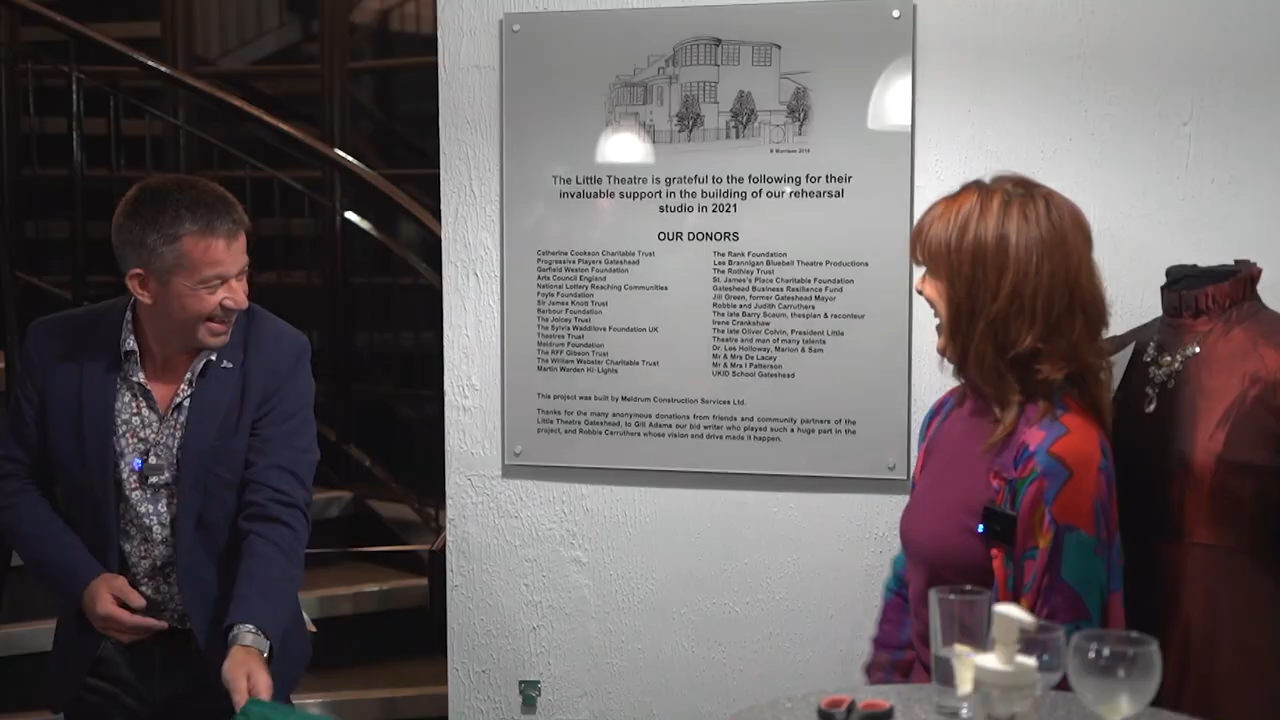 R Morrison 2014
The Little Theatre is grateful to the following for their
invaluable support in the building of our rehearsal
studio in 2021
OUR DONORS
Catherine Cookson Charitable Trust
Progressive Players Gateshead
Garfield Weston Foundation
Arts Council England
National Lottery Reaching Communities
Foyle Foundation
Sir James Knott Trust
Barbour Foundation
The Joicey Trust
The Sylvia Waddilove Foundation UK
Theatres Trust
Meldrum Foundation
The RFF Gibson Trust
The William Webster Charitable Trust
Martin Warden Hi-Lights
The Rank Foundation
Lee Brannigan Bluebell Theatre Productions
The Rothley Trust
St. James's Place Charitable Foundation
Gateshead Business Resilience Fund
Jill Green, former Gateshead Mayor
Robbie and Judith Carruthers
The late Barry Scaum, thespian & raconteur
Irene Crankshaw
The late Oliver Colvin, President Little
Theatre and man of many talents
Dr. Les Holloway, Marion & Sam
Mr & Mrs De Lacey
Mr & Mrs I Patterson
UKID School Gateshead
This project was built by Meldrum Construction Services Ltd.
Thanks for the many anonymous donations from friends and community partners of the
Little Theatre Gateshead, to Gill Adams our bid writer who played such a huge part in the
project, and Robbie Carruthers whose vision and drive made it happen.